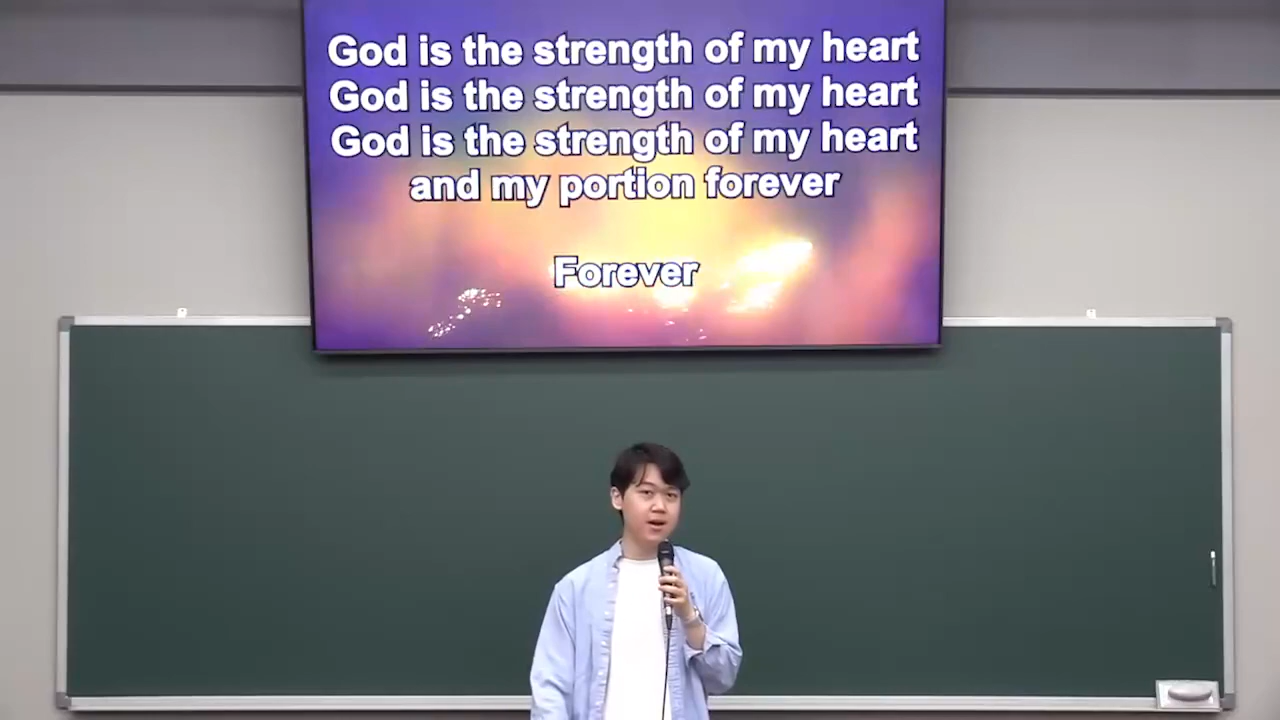 God is the strength of my heart
God is the strength of my heart
God is the strength of my heart
and my portion forever
Forever